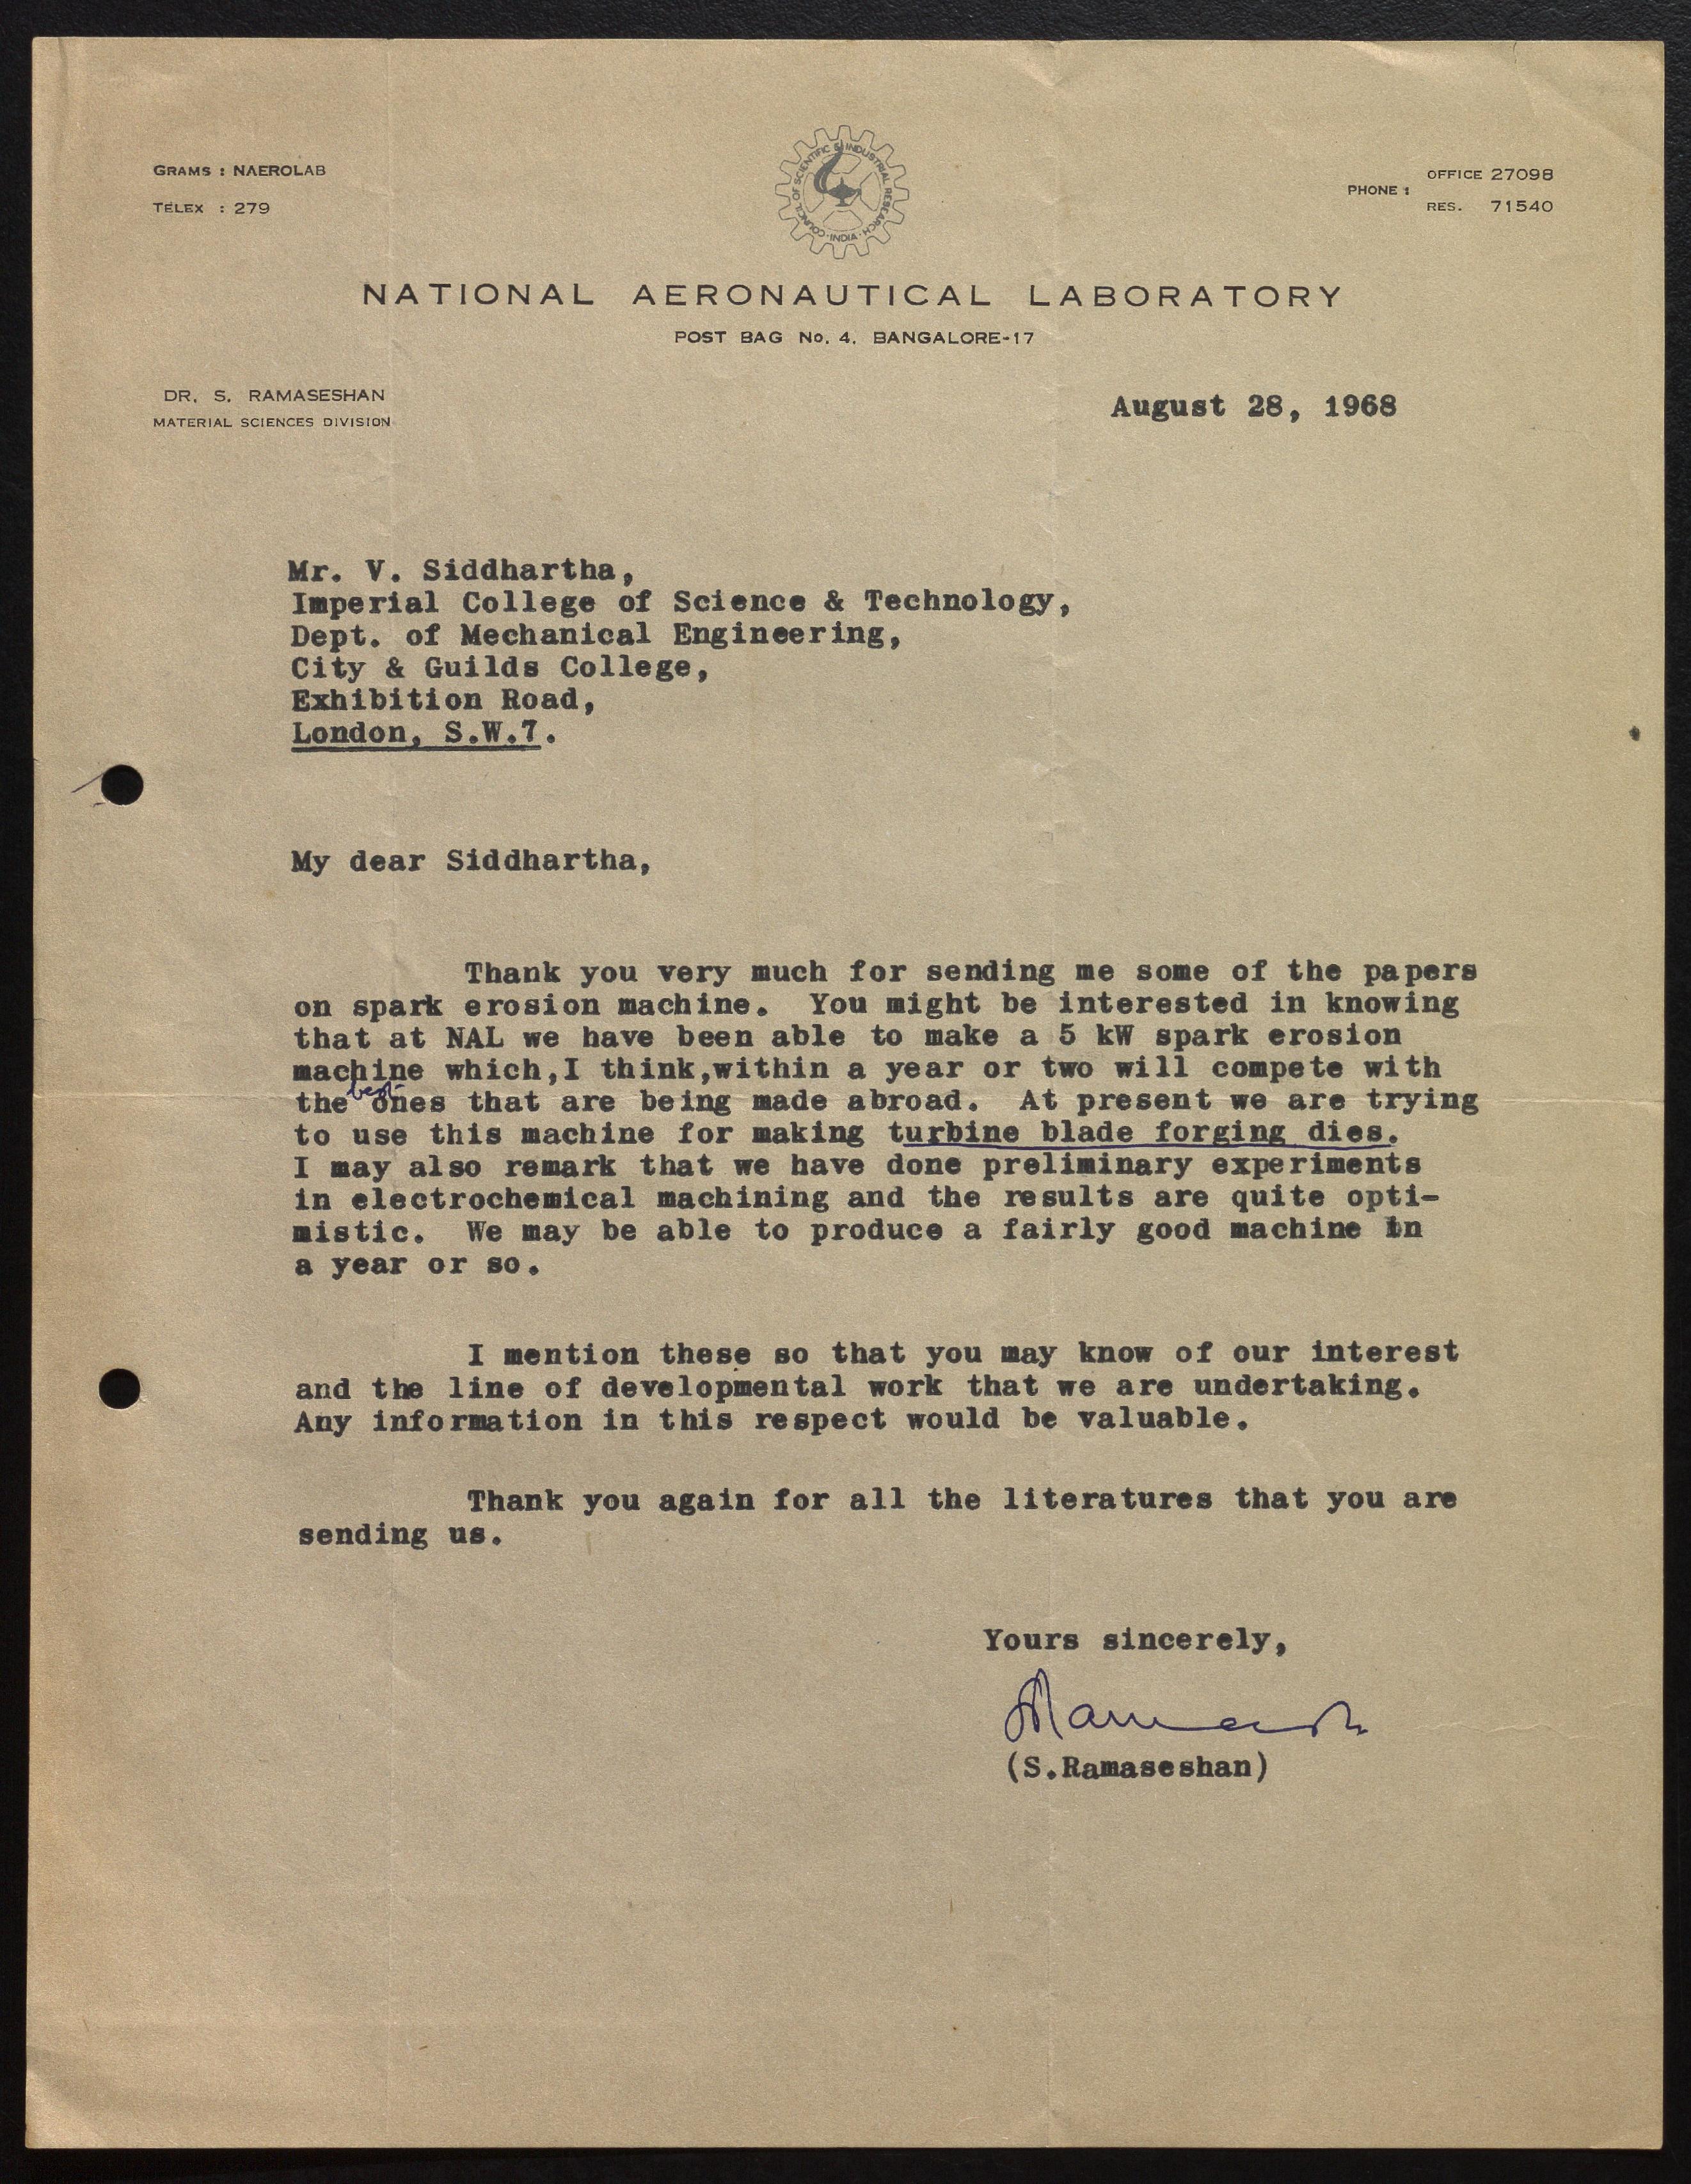 GRAMS : NAEROLAB
TELEX : 279
COUNCIL OF SCIENTIFIC & INDUSTRIAL RESEARCH · INDIA ·
PHONE :
OFFICE 27098
RES. 71540
NATIONAL AERONAUTICAL LABORATORY
POST BAG No. 4, BANGALORE-17
DR. S. RAMASESHAN
MATERIAL SCIENCES DIVISION
August 28, 1968
Mr. V. Siddhartha,
Imperial College of Science & Technology,
Dept. of Mechanical Engineering,
City & Guilds College,
Exhibition Road,
London, S.W.7.
My dear Siddhartha,
Thank you very much for sending me some of the papers
on spark erosion machine. You might be interested in knowing
that at NAL we have been able to make a 5 kW spark erosion
machine which,I think,within a year or two will compete with
the best ones that are being made abroad. At present we are trying
to use this machine for making turbine blade forging dies.
I may also remark that we have done preliminary experiments
in electrochemical machining and the results are quite opti-
mistic. We may be able to produce a fairly good machine in
a year or so.
I mention these so that you may know of our interest
and the line of developmental work that we are undertaking.
Any information in this respect would be valuable.
Thank you again for all the literatures that you are
sending us.
Yours sincerely,
(S.Ramaseshan)